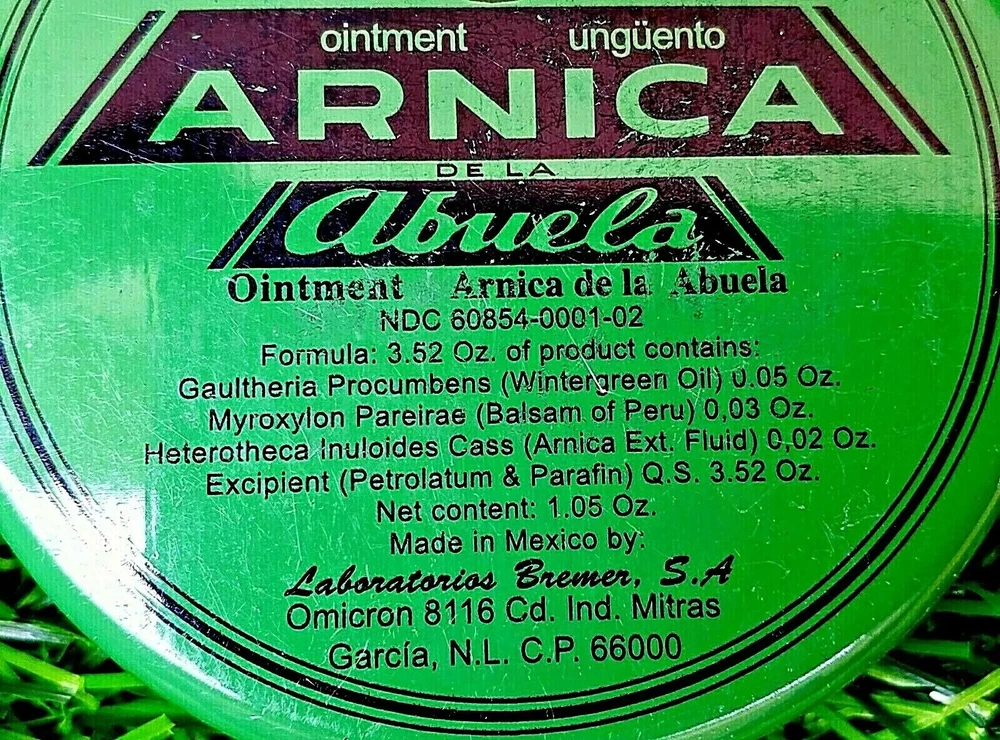 ointment ungüento
ARNICA
DE LA
Abuela
Ointment Arnica de la Abuela
NDC 60854-0001-02
Formula: 3.52 Oz. of product contains:
Gaultheria Procumbens (Wintergreen Oil) 0.05 Oz.
Myroxylon Pareirae (Balsam of Peru) 0,03 Oz.
Heterotheca Inuloides Cass (Arnica Ext. Fluid) 0,02 Oz.
Excipient (Petrolatum & Parafin) Q.S. 3.52 Oz.
Net content: 1.05 Oz.
Made in Mexico by:
Laboratorios Bremer, S.A
Omicron 8116 Cd. Ind. Mitras
García, N.L. C.P. 66000